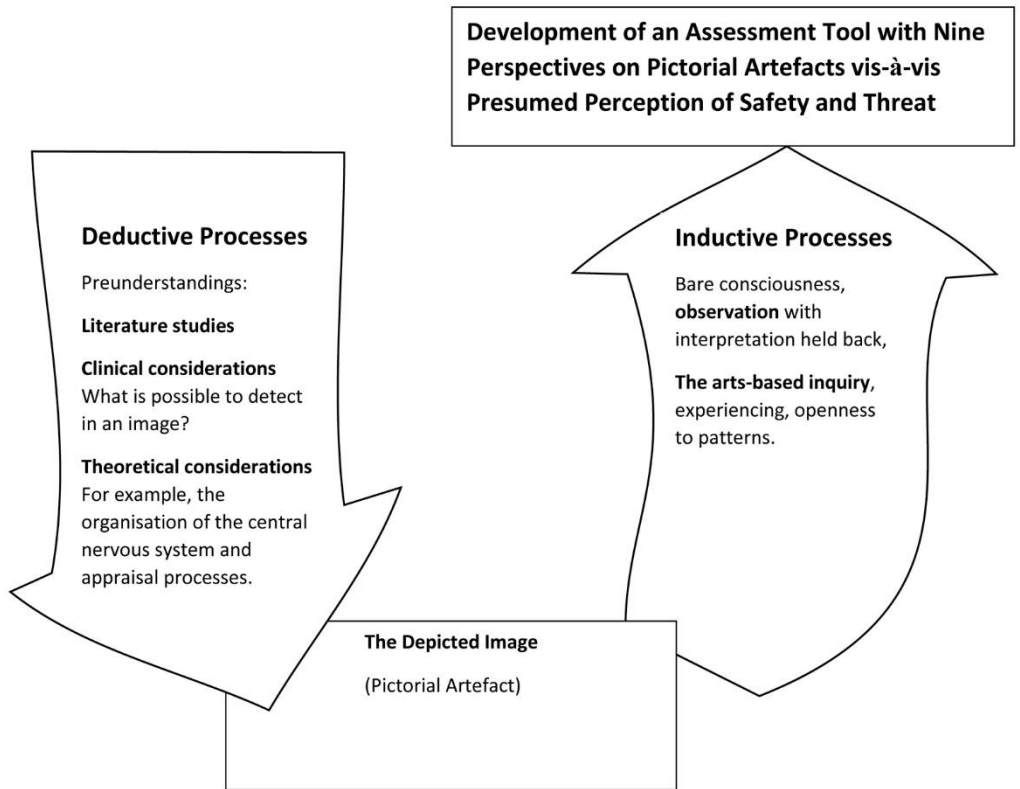 Development of an Assessment Tool with Nine
Perspectives on Pictorial Artefacts vis-à-vis
Presumed Perception of Safety and Threat
Deductive Processes
Preunderstandings:
Literature studies
Clinical considerations
What is possible to detect
in an image?
Theoretical considerations
For example, the
organisation of the central
nervous system and
appraisal processes.
Inductive Processes
Bare consciousness,
observation with
interpretation held back,
The arts-based inquiry,
experiencing, openness
to patterns.
The Depicted Image
(Pictorial Artefact)